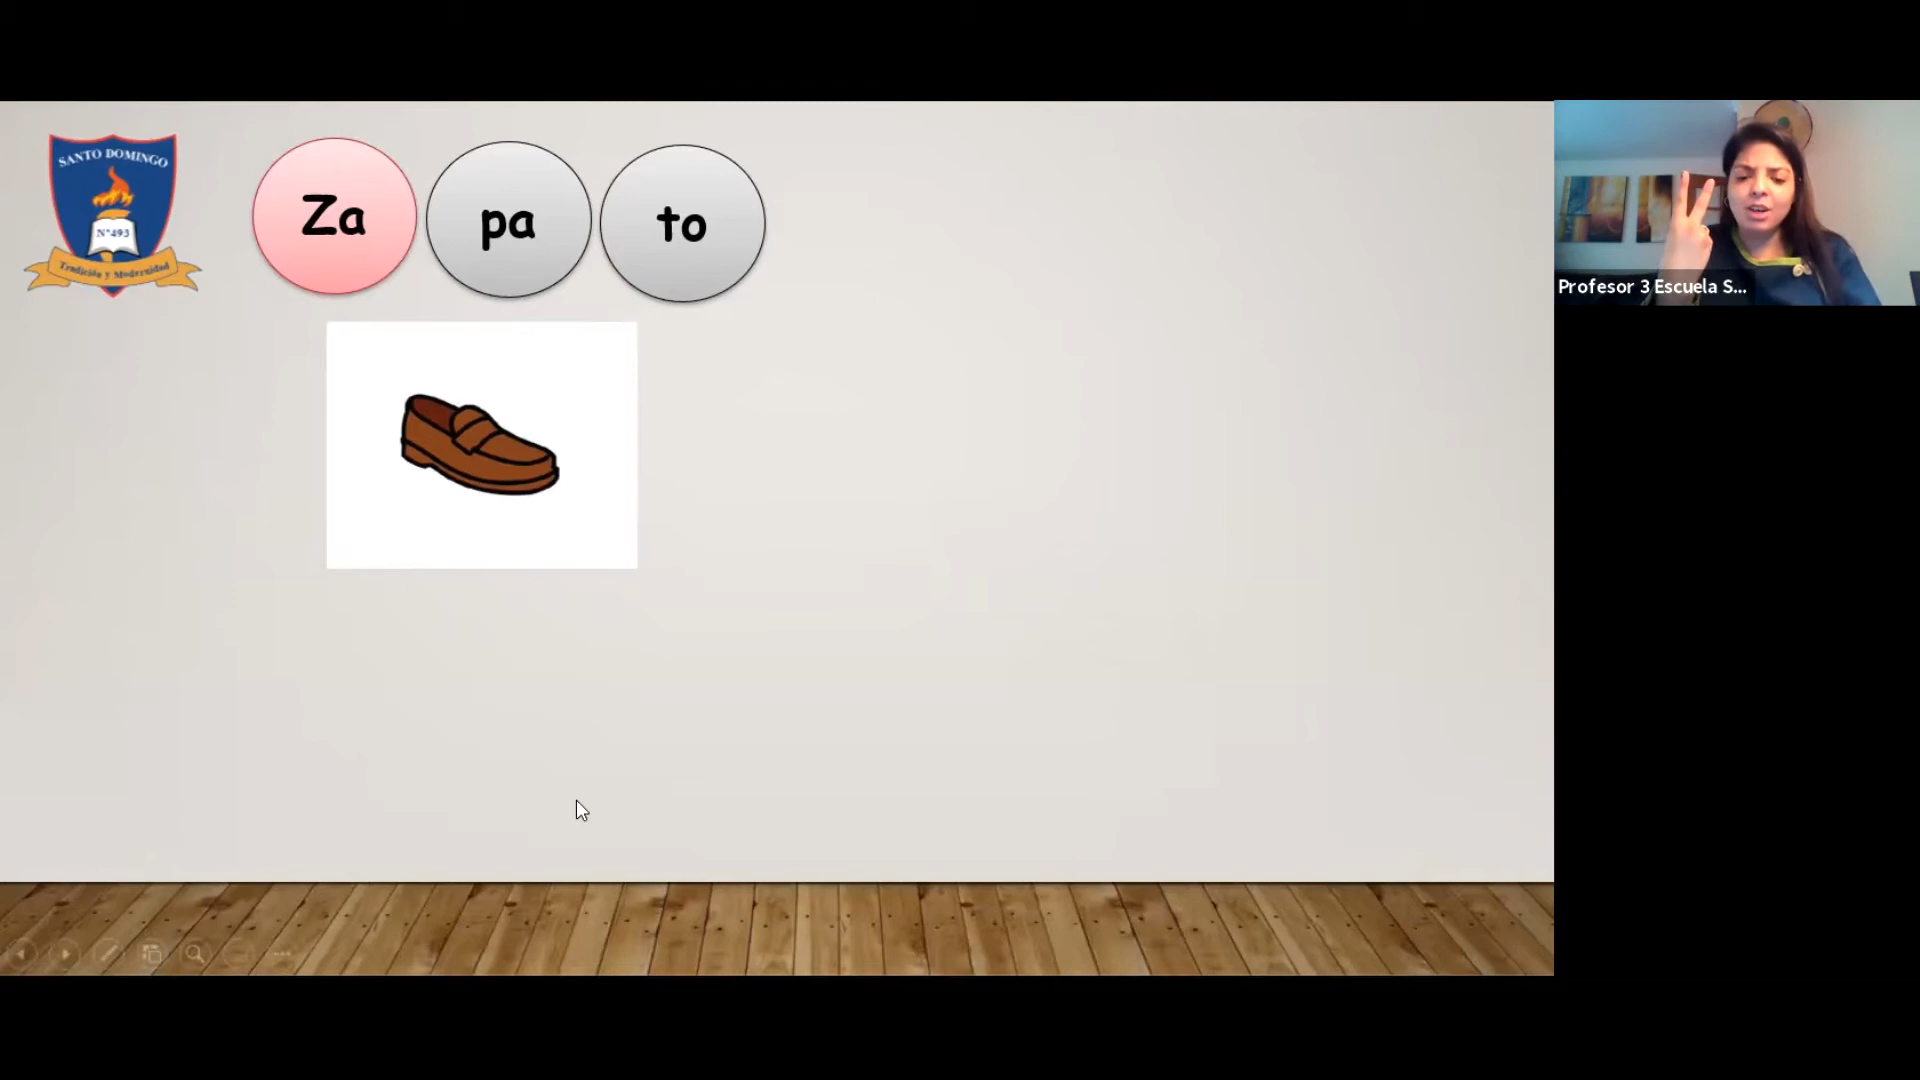 SANTO DOMINGO
N°493
Tradición y Modernidad
Za pa to
Profesor 3 Escuela S...